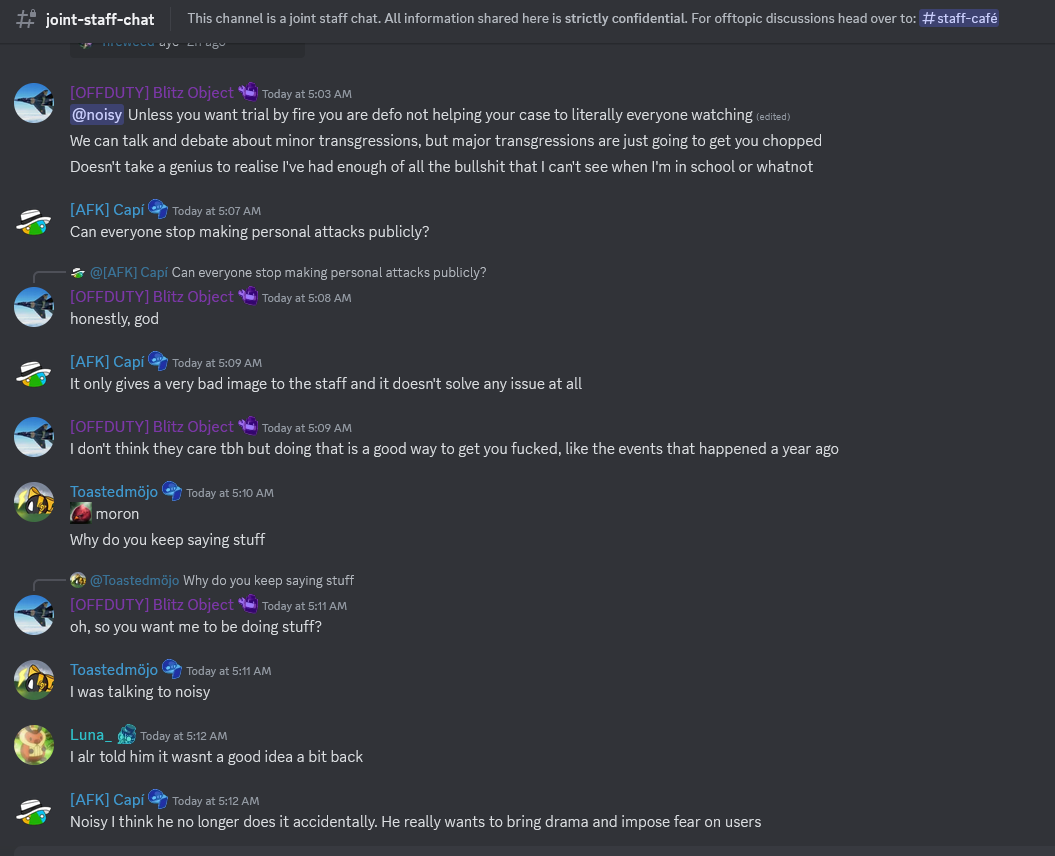 joint-staff-chat
This channel is a joint staff chat. All information shared here is strictly confidential. For offtopic discussions head over to: #staff-café
[OFFDUTY] Blïtz Object Today at 5:03 AM
@noisy Unless you want trial by fire you are defo not helping your case to literally everyone watching (edited)
We can talk and debate about minor transgressions, but major transgressions are just going to get you chopped
Doesn't take a genius to realise I've had enough of all the bullshit that I can't see when I'm in school or whatnot
[AFK] Capí Today at 5:07 AM
Can everyone stop making personal attacks publicly?
@[AFK] Capí Can everyone stop making personal attacks publicly?
[OFFDUTY] Blïtz Object Today at 5:08 AM
honestly, god
[AFK] Capí Today at 5:09 AM
It only gives a very bad image to the staff and it doesn't solve any issue at all
[OFFDUTY] Blïtz Object Today at 5:09 AM
I don't think they care tbh but doing that is a good way to get you fucked, like the events that happened a year ago
Toastedmöjo Today at 5:10 AM
moron
Why do you keep saying stuff
@Toastedmöjo Why do you keep saying stuff
[OFFDUTY] Blïtz Object Today at 5:11 AM
oh, so you want me to be doing stuff?
Toastedmöjo Today at 5:11 AM
I was talking to noisy
Luna_ Today at 5:12 AM
I alr told him it wasnt a good idea a bit back
[AFK] Capí Today at 5:12 AM
Noisy I think he no longer does it accidentally. He really wants to bring drama and impose fear on users